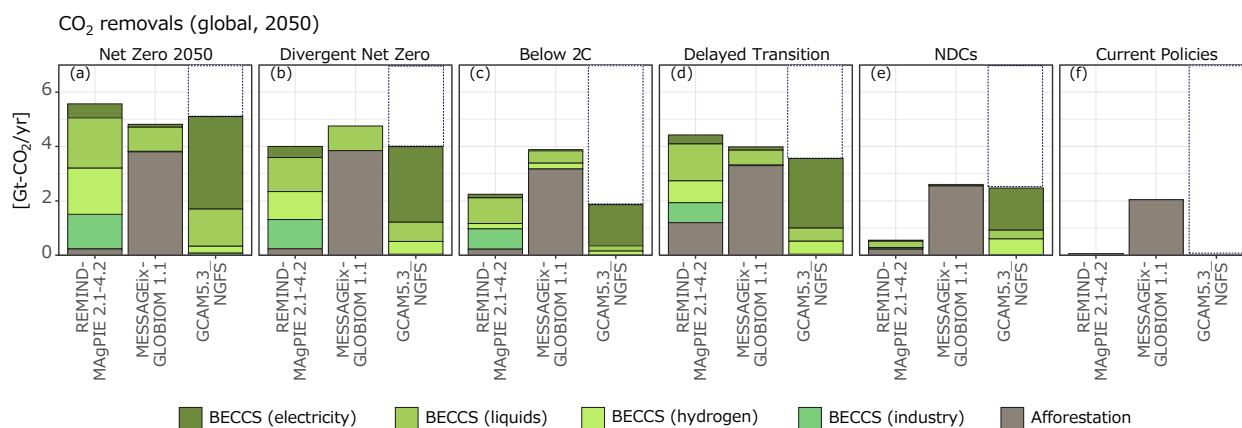 CO₂ removals (global, 2050)
Net Zero 2050
Divergent Net Zero
Below 2C
Delayed Transition
NDCs
Current Policies
(a)
(b)
(c)
(d)
(e)
(f)
[Gt-CO₂/yr]
6
4
2
0
REMIND-
MAgPIE 2.1-4.2
MESSAGEix-
GLOBIOM 1.1
GCAM5.3_
NGFS
REMIND-
MAgPIE 2.1-4.2
MESSAGEix-
GLOBIOM 1.1
GCAM5.3_
NGFS
REMIND-
MAgPIE 2.1-4.2
MESSAGEix-
GLOBIOM 1.1
GCAM5.3_
NGFS
REMIND-
MAgPIE 2.1-4.2
MESSAGEix-
GLOBIOM 1.1
GCAM5.3_
NGFS
REMIND-
MAgPIE 2.1-4.2
MESSAGEix-
GLOBIOM 1.1
GCAM5.3_
NGFS
REMIND-
MAgPIE 2.1-4.2
MESSAGEix-
GLOBIOM 1.1
GCAM5.3_
NGFS
BECCS (electricity)
BECCS (liquids)
BECCS (hydrogen)
BECCS (industry)
Afforestation